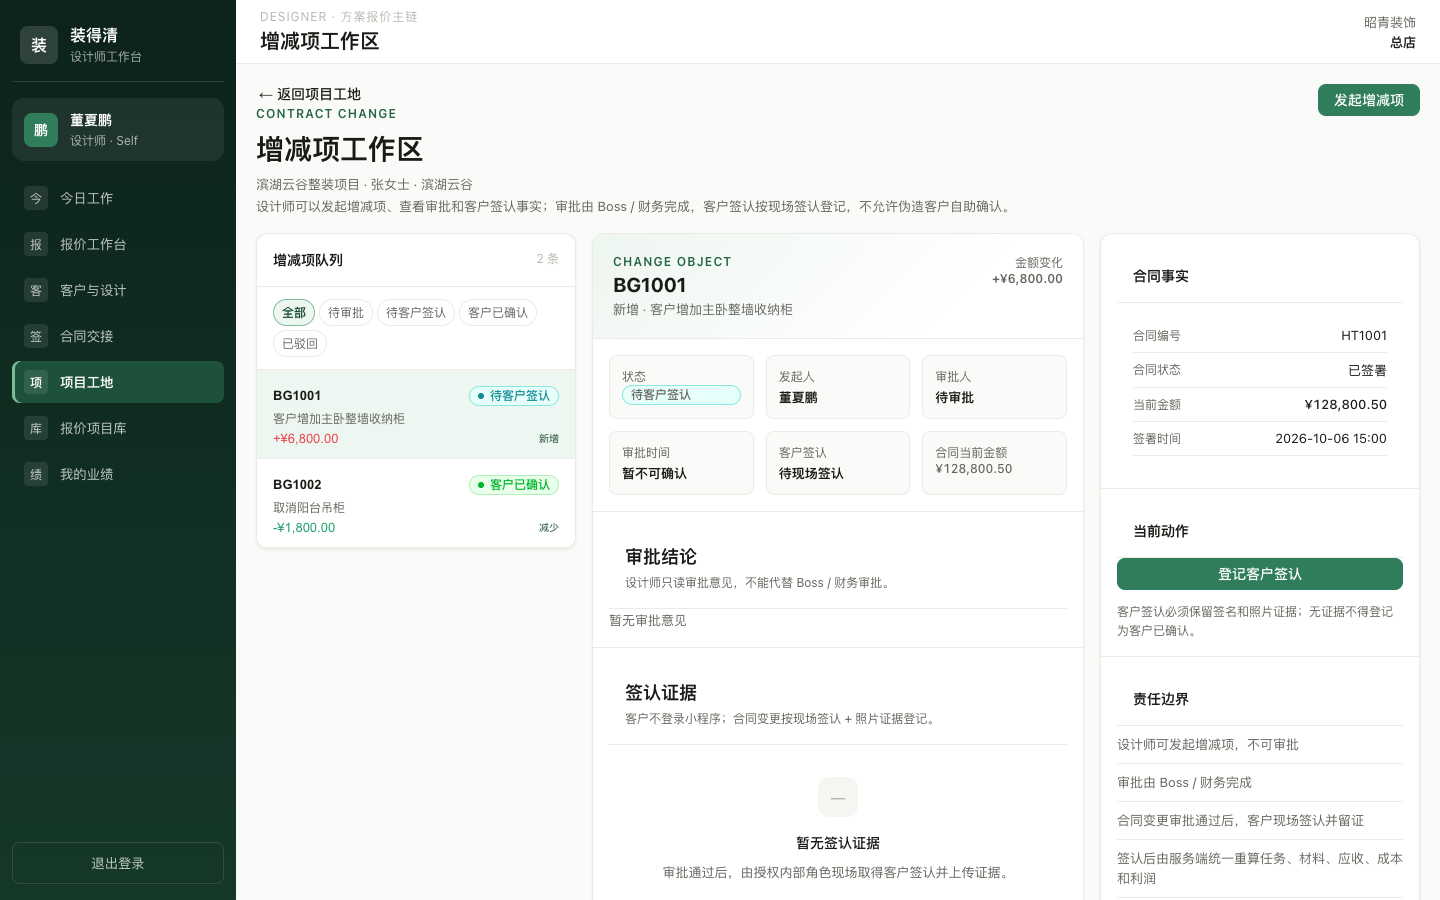 装
装得清
设计师工作台
鹏
董夏鹏
设计师 · Self
今 今日工作
报 报价工作台
客 客户与设计
签 合同交接
项 项目工地
库 报价项目库
绩 我的业绩
退出登录
DESIGNER · 方案报价主链
增减项工作区
昭青装饰
总店
← 返回项目工地
CONTRACT CHANGE
增减项工作区
滨湖云谷整装项目 · 张女士 · 滨湖云谷
设计师可以发起增减项、查看审批和客户签认事实；审批由 Boss / 财务完成，客户签认按现场签认登记，不允许伪造客户自助确认。
发起增减项
增减项队列
2 条
全部 待审批 待客户签认 客户已确认
已驳回
BG1001
待客户签认
客户增加主卧整墙收纳柜
+¥6,800.00
新增
BG1002
客户已确认
取消阳台吊柜
-¥1,800.00
减少
CHANGE OBJECT
BG1001
新增 · 客户增加主卧整墙收纳柜
金额变化
+¥6,800.00
状态
待客户签认
发起人
董夏鹏
审批人
待审批
审批时间
暂不可确认
客户签认
待现场签认
合同当前金额
¥128,800.50
审批结论
设计师只读审批意见，不能代替 Boss / 财务审批。
暂无审批意见
签认证据
客户不登录小程序；合同变更按现场签认 + 照片证据登记。
—
暂无签认证据
审批通过后，由授权内部角色现场取得客户签认并上传证据。
合同事实
合同编号 HT1001
合同状态 已签署
当前金额 ¥128,800.50
签署时间 2026-10-06 15:00
当前动作
登记客户签认
客户签认必须保留签名和照片证据；无证据不得登记
为客户已确认。
责任边界
设计师可发起增减项，不可审批
审批由 Boss / 财务完成
合同变更审批通过后，客户现场签认并留证
签认后由服务端统一重算任务、材料、应收、成本
和利润